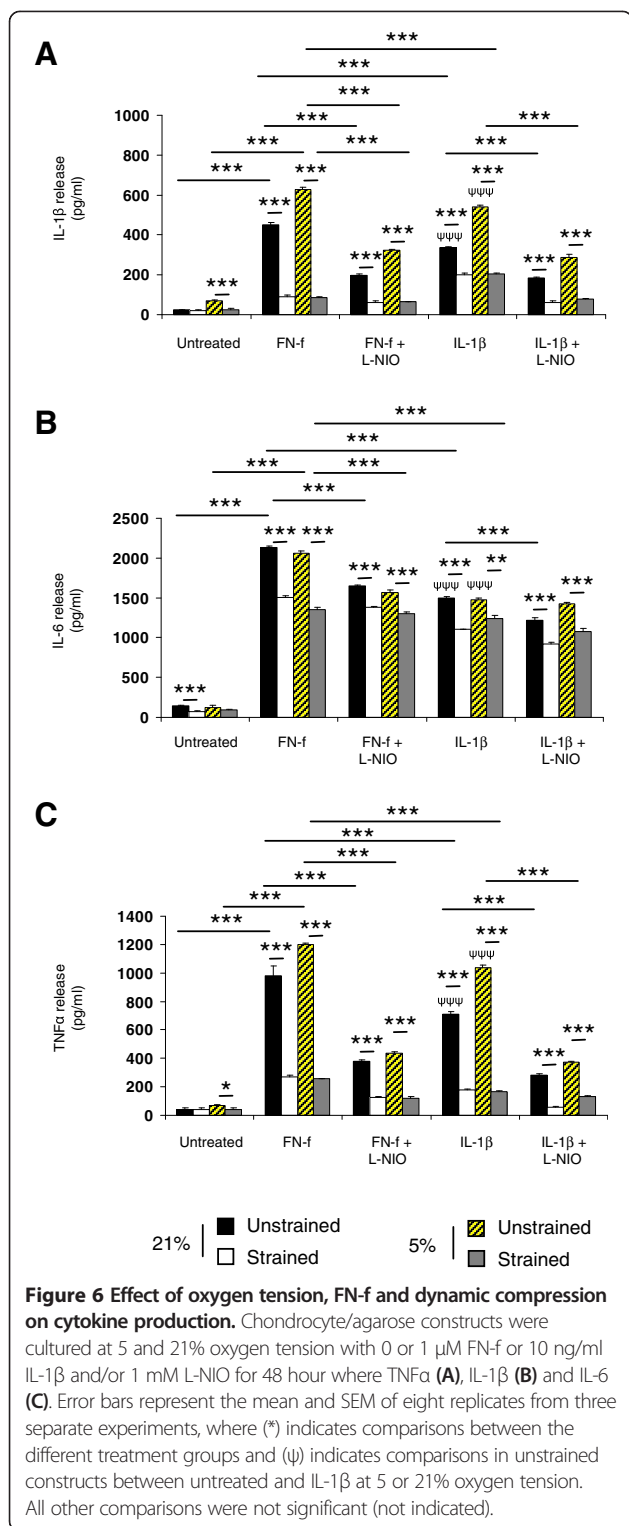 A
***
***
***
***
***
***
***
***
***
1000
800
600
400
200
0
IL-1β release
(pg/ml)
***
***
***
***
***
***
ψψψ
***
ψψψ
***
***
Untreated
FN-f
FN-f +
L-NIO
IL-1β
IL-1β +
L-NIO
B
***
***
***
***
***
***
***
2500
2000
1500
1000
500
0
IL-6 release
(pg/ml)
***
***
***
***
***
***
ψψψ
**
ψψψ
***
***
Untreated
FN-f
FN-f +
L-NIO
IL-1β
IL-1β +
L-NIO
C
***
***
***
***
***
***
***
***
1400
1200
1000
800
600
400
200
0
TNFα release
(pg/ml)
*
***
***
***
***
***
ψψψ
***
ψψψ
***
***
Untreated
FN-f
FN-f +
L-NIO
IL-1β
IL-1β +
L-NIO
21%
Unstrained
Strained
5%
Unstrained
Strained
Figure 6 Effect of oxygen tension, FN-f and dynamic compression
on cytokine production. Chondrocyte/agarose constructs were
cultured at 5 and 21% oxygen tension with 0 or 1 μM FN-f or 10 ng/ml
IL-1β and/or 1 mM L-NIO for 48 hour where TNFα (A), IL-1β (B) and IL-6
(C). Error bars represent the mean and SEM of eight replicates from three
separate experiments, where (*) indicates comparisons between the
different treatment groups and (ψ) indicates comparisons in unstrained
constructs between untreated and IL-1β at 5 or 21% oxygen tension.
All other comparisons were not significant (not indicated).